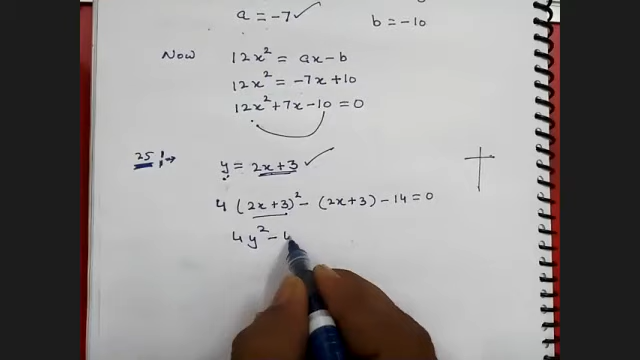 a = -7 ✓
b = -10
Now 12x² = ax - b
12x² = -7x + 10
12x² + 7x - 10 = 0
25 : → y = 2x + 3 ✓
4 (2x + 3)² - (2x + 3) - 14 = 0
4y² -